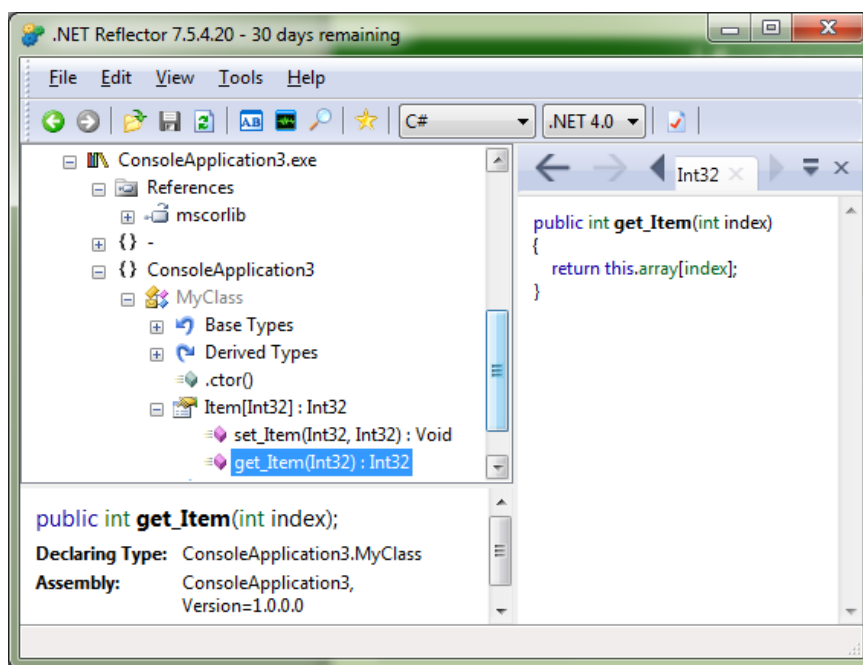 .NET Reflector 7.5.4.20 - 30 days remaining
File Edit View Tools Help
A.B C# .NET 4.0
ConsoleApplication3.exe
References
mscorlib
{} -
{} ConsoleApplication3
MyClass
Base Types
Derived Types
.ctor()
Item[Int32] : Int32
set_Item(Int32, Int32) : Void
get_Item(Int32) : Int32
Int32
public int get_Item(int index)
{
return this.array[index];
}
public int get_Item(int index);
Declaring Type: ConsoleApplication3.MyClass
Assembly: ConsoleApplication3,
Version=1.0.0.0